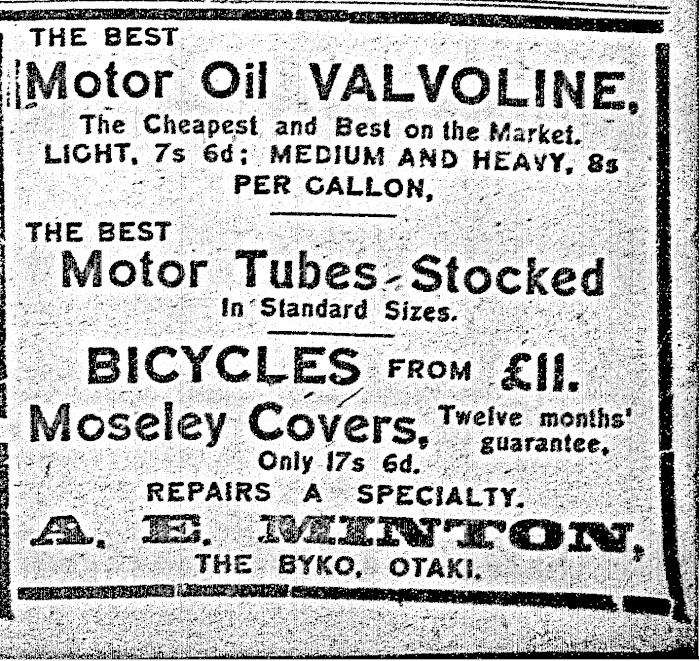 THE BEST
Motor Oil VALVOLINE,
The Cheapest and Best on the Market.
LIGHT, 7s 6d; MEDIUM AND HEAVY, 8s
PER GALLON,
THE BEST
Motor Tubes Stocked
In Standard Sizes.
BICYCLES FROM £11.
Moseley Covers, Twelve months'
guarantee,
Only 17s 6d.
REPAIRS A SPECIALTY.
A. E. MINTON,
THE BYKO, OTAKI.